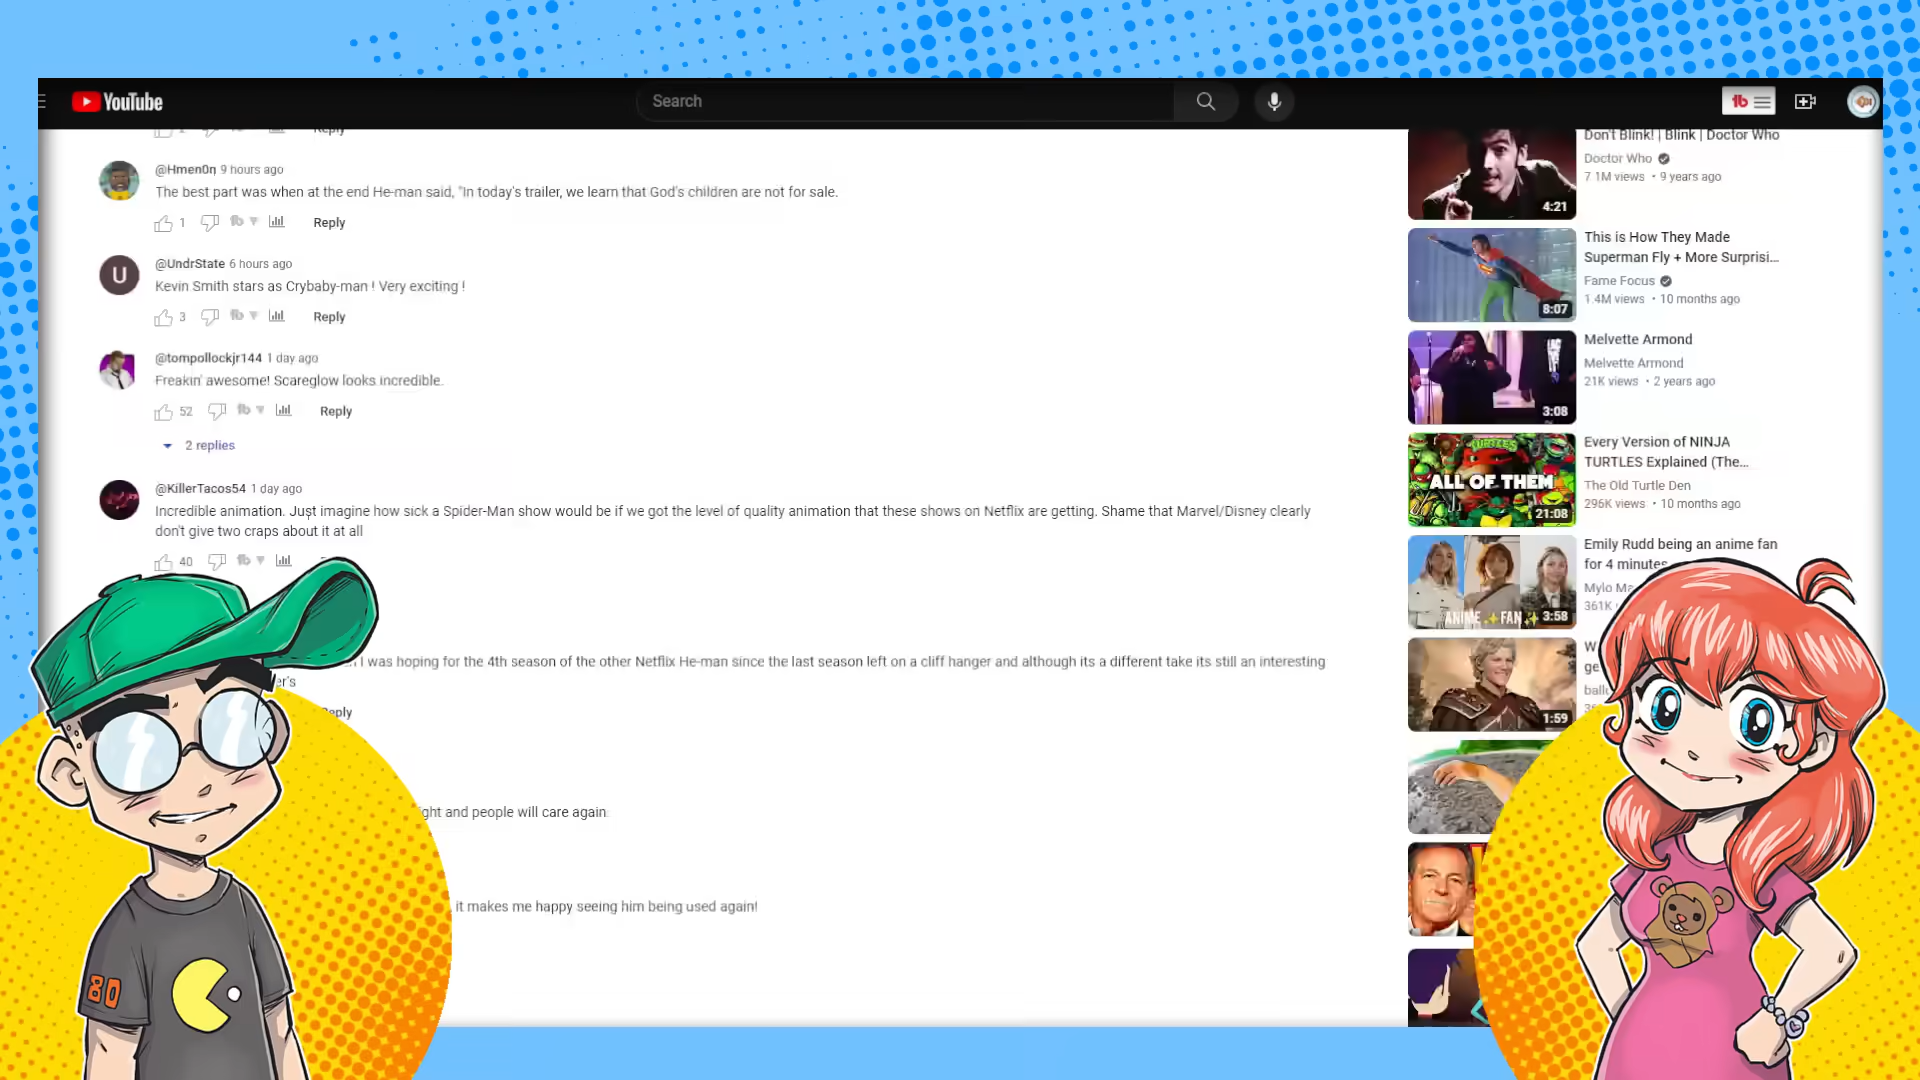 YouTube
Search
Reply
@Hmen0n 9 hours ago
The best part was when at the end He-man said, "In today's trailer, we learn that God's children are not for sale.
1
Reply
U
@UndrState 6 hours ago
Kevin Smith stars as Crybaby-man ! Very exciting !
3
Reply
@tompollockjr144 1 day ago
Freakin' awesome! Scareglow looks incredible.
52
Reply
2 replies
@KillerTacos54 1 day ago
Incredible animation. Just imagine how sick a Spider-Man show would be if we got the level of quality animation that these shows on Netflix are getting. Shame that Marvel/Disney clearly
don't give two craps about it at all
40
I was hoping for the 4th season of the other Netflix He-man since the last season left on a cliff hanger and although its a different take its still an interesting
er's
Reply
ght and people will care again
it makes me happy seeing him being used again!
80
Don't Blink! | Blink | Doctor Who
Doctor Who
7.1M views • 9 years ago
4:21
This is How They Made
Superman Fly + More Surprisi...
Fame Focus
1.4M views • 10 months ago
8:07
Melvette Armond
Melvette Armond
21K views • 2 years ago
3:08
Every Version of NINJA
TURTLES Explained (The...
The Old Turtle Den
296K views • 10 months ago
TURTLES
ALL OF THEM
21:08
Emily Rudd being an anime fan
for 4 minutes
Mylo Ma
361K
ANIME FAN
3:58
W
ge
ball
1:59